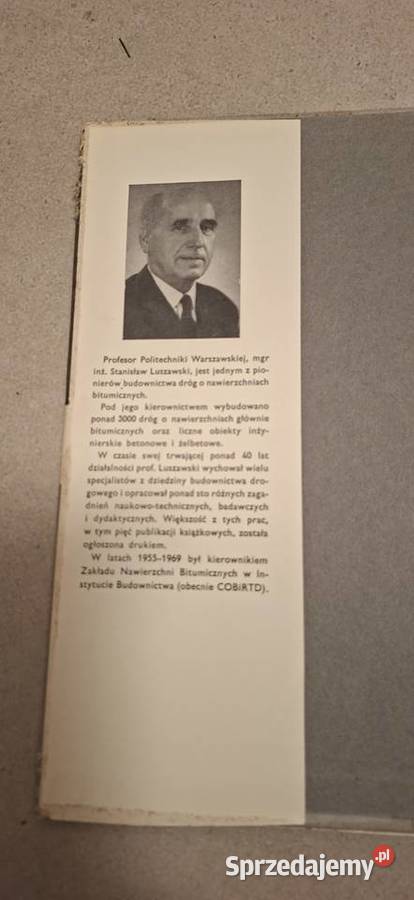 Profesor Politechniki Warszawskiej, mgr
inż. Stanisław Luszawski, jest jednym z pio-
nierów budownictwa dróg o nawierzchniach
bitumicznych.
Pod jego kierownictwem wybudowano
ponad 3000 dróg o nawierzchniach głównie
bitumicznych oraz liczne obiekty inży-
nierskie betonowe i żelbetowe.
W czasie swej trwającej ponad 40 lat
działalności prof. Luszawski wychował wielu
specjalistów z dziedziny budownictwa dro-
gowego i opracował ponad sto różnych zaga-
dnień naukowo-technicznych, badawczych
i dydaktycznych. Większość z tych prac,
w tym pięć publikacji książkowych, została
ogłoszona drukiem.
W latach 1955-1969 był kierownikiem
Zakładu Nawierzchni Bitumicznych w In-
stytucie Budownictwa (obecnie COBiRTD).
Sprzedajemy.pl